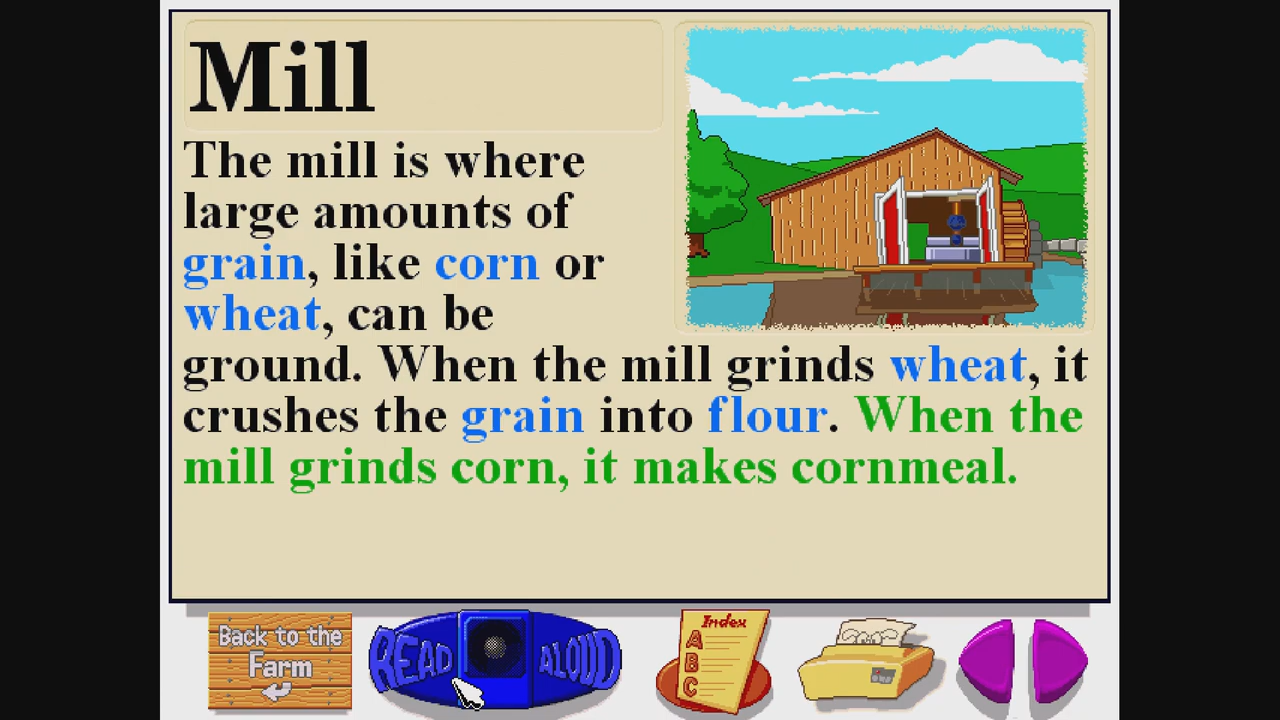 Mill
The mill is where
large amounts of
grain, like corn or
wheat, can be
ground. When the mill grinds wheat, it
crushes the grain into flour. When the
mill grinds corn, it makes cornmeal.
Back to the
Farm
READ ALOUD
Index
A
B
C